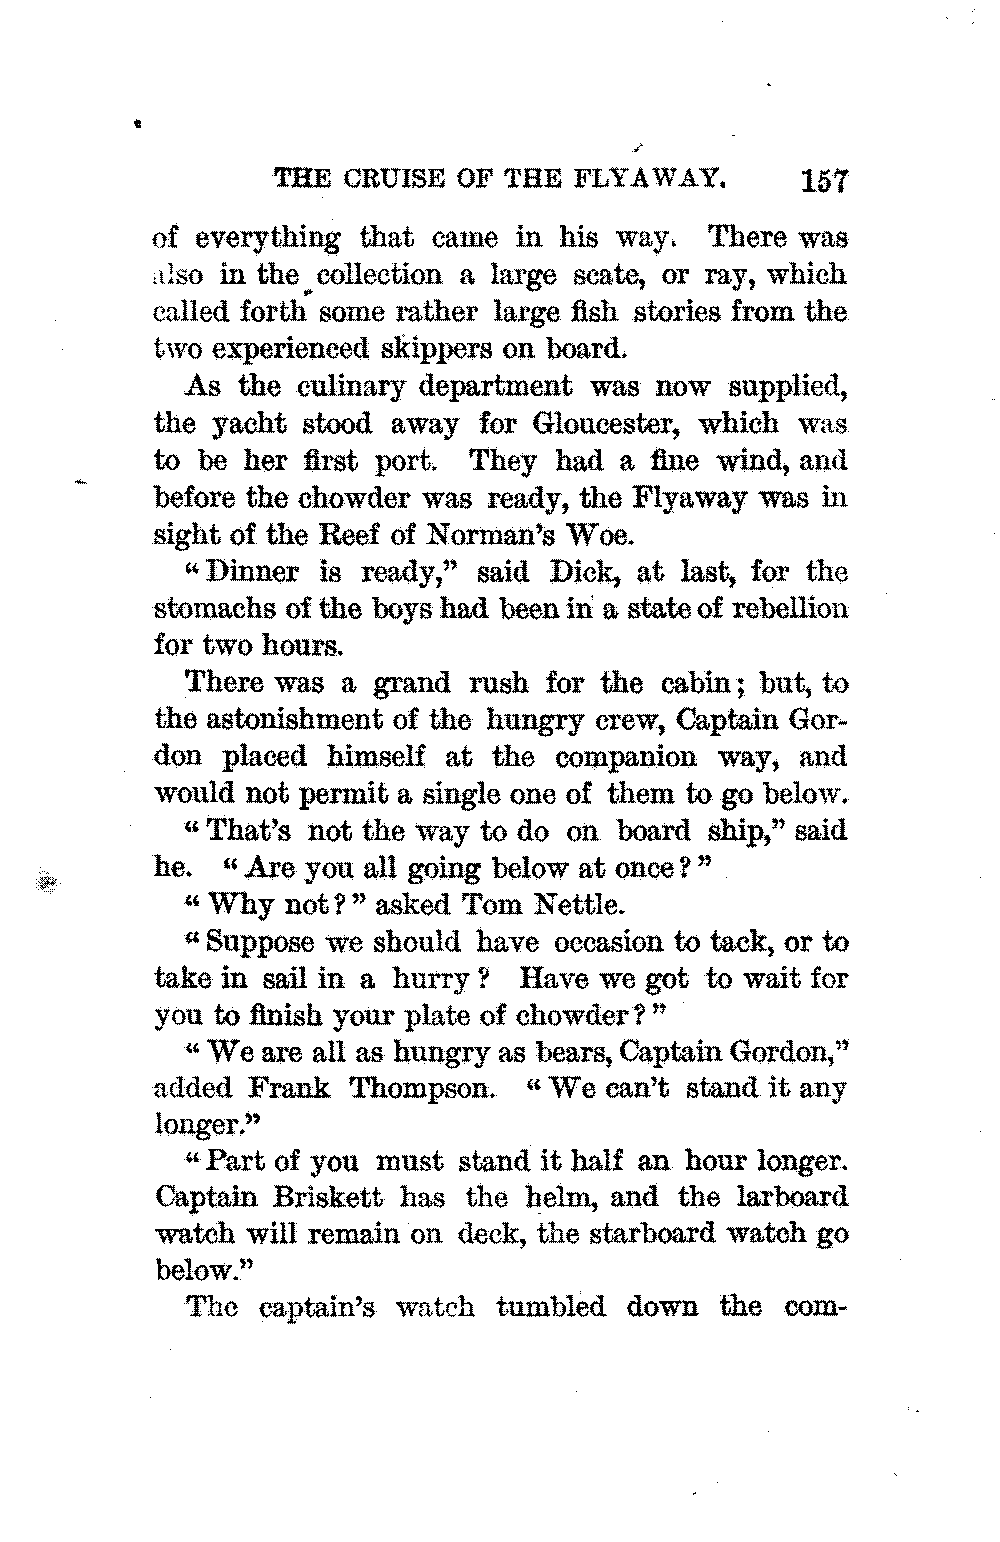 THE CRUISE OF THE FLYAWAY. 157
of everything that came in his way. There was
also in the collection a large scate, or ray, which
called forth some rather large fish stories from the
two experienced skippers on board.
As the culinary department was now supplied,
the yacht stood away for Gloucester, which was
to be her first port. They had a fine wind, and
before the chowder was ready, the Flyaway was in
sight of the Reef of Norman's Woe.
“Dinner is ready,” said Dick, at last, for the
stomachs of the boys had been in a state of rebellion
for two hours.
There was a grand rush for the cabin; but, to
the astonishment of the hungry crew, Captain Gor-
don placed himself at the companion way, and
would not permit a single one of them to go below.
“That's not the way to do on board ship,” said
he. “Are you all going below at once?”
“Why not?” asked Tom Nettle.
“Suppose we should have occasion to tack, or to
take in sail in a hurry? Have we got to wait for
you to finish your plate of chowder?”
“We are all as hungry as bears, Captain Gordon,”
added Frank Thompson. “We can't stand it any
longer.”
“Part of you must stand it half an hour longer.
Captain Briskett has the helm, and the larboard
watch will remain on deck, the starboard watch go
below.”
The captain's watch tumbled down the com-